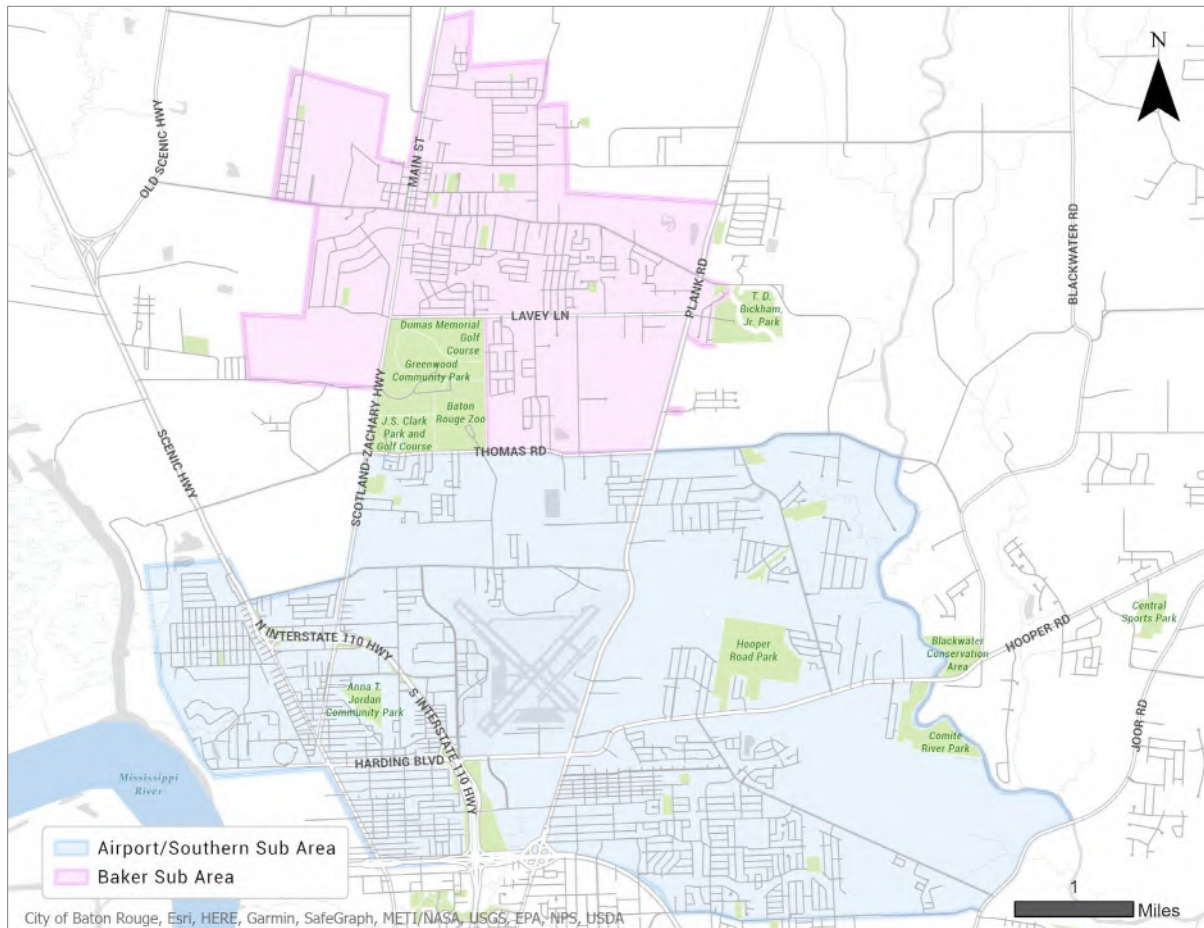 N
OLD SCENIC HWY
MAIN ST
BLACKWATER RD
PLANK RD
T. D.
Bickham,
Jr. Park
LAVEY LN
Dumas Memorial
Golf
Course
Greenwood
Community Park
Baton
Rouge Zoo
J.S. Clark
Park and
Golf Course
SCOTLAND-ZACHARY HWY
THOMAS RD
SCENIC HWY
N INTERSTATE 110 HWY
Hooper
Road Park
Blackwater
Conservation
Area
HOOPER RD
Central
Sports Park
Anna T.
Jordan
Community Park
S INTERSTATE 110 HWY
Comite
River Park
JOOR RD
HARDING BLVD
Mississippi
River
Airport/Southern Sub Area
Baker Sub Area
1
Miles
City of Baton Rouge, Esri, HERE, Garmin, SafeGraph, METI/NASA, USGS, EPA, NPS, USDA